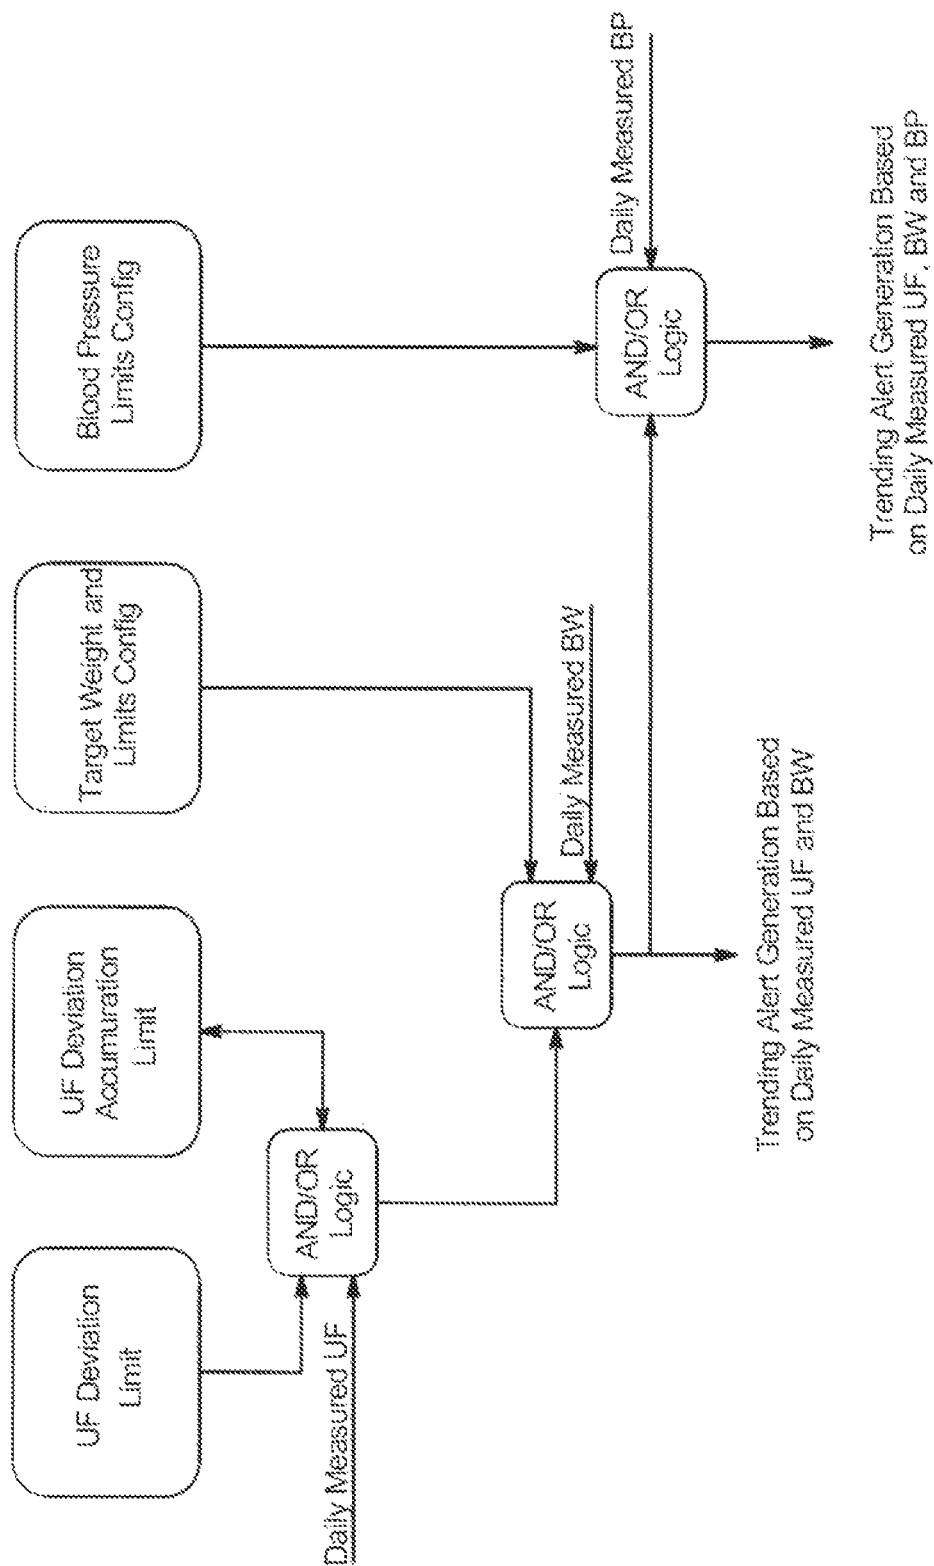 UF Deviation
Limit
UF Deviation
Accumuration
Limit
Target Weight and
Limits Config
Blood Pressure
Limits Config
Daily Measured UF
AND/OR
Logic
AND/OR
Logic
Daily Measured BW
AND/OR
Logic
Daily Measured BP
Trending Alert Generation Based
on Daily Measured UF and BW
Trending Alert Generation Based
on Daily Measured UF, BW and BP